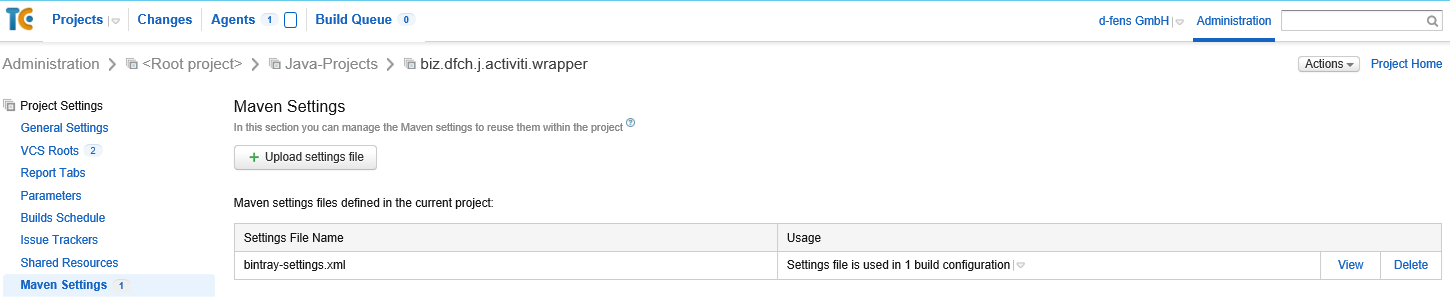 TC Projects Changes Agents 1 Build Queue 0 d-fens GmbH Administration
Administration <Root project> Java-Projects biz.dfch.j.activiti.wrapper Actions Project Home
Project Settings
General Settings
VCS Roots 2
Report Tabs
Parameters
Builds Schedule
Issue Trackers
Shared Resources
Maven Settings 1
Maven Settings
In this section you can manage the Maven settings to reuse them within the project ?
+ Upload settings file
Maven settings files defined in the current project:
Settings File Name Usage
bintray-settings.xml Settings file is used in 1 build configuration View Delete